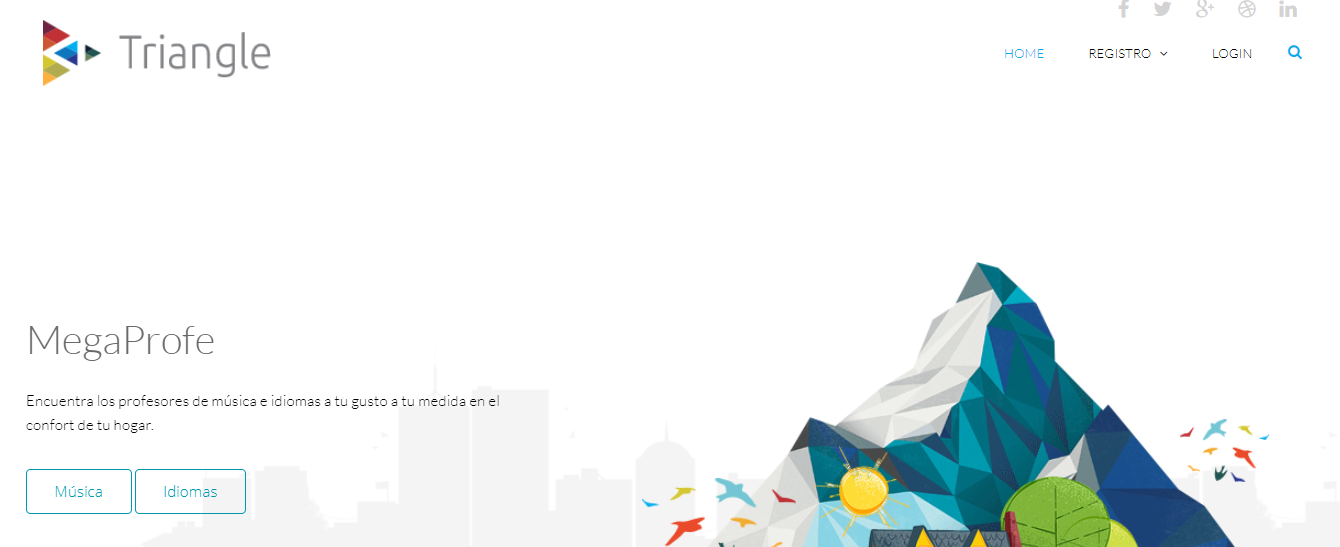 Triangle
HOME REGISTRO LOGIN
MegaProfe
Encuentra los profesores de música e idiomas a tu gusto a tu medida en el
confort de tu hogar.
Música Idiomas